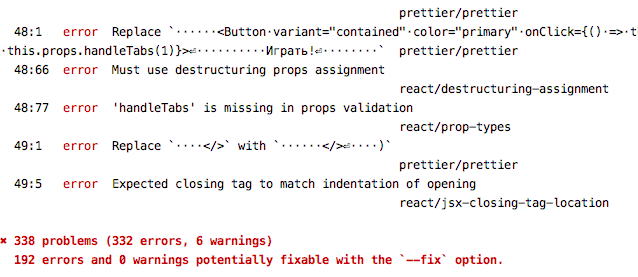 prettier/prettier
48:1 error Replace `······<Button·variant="contained"·color="primary"·onClick={()·=>·t
·this.props.handleTabs(1)}>⏎··········Играть!⏎········` prettier/prettier
48:66 error Must use destructuring props assignment
react/destructuring-assignment
48:77 error 'handleTabs' is missing in props validation
react/prop-types
49:1 error Replace `····</>` with `······</>⏎····)`
prettier/prettier
49:5 error Expected closing tag to match indentation of opening
react/jsx-closing-tag-location
✖ 338 problems (332 errors, 6 warnings)
192 errors and 0 warnings potentially fixable with the `--fix` option.